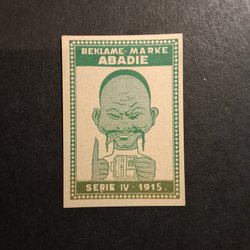 REKLAME-MARKE
ABADIE
SERIE IV · 1915.